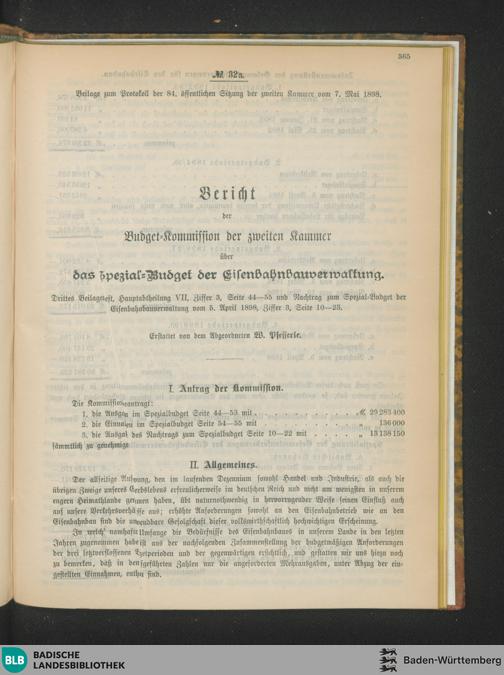 365
№ 32a.
Beilage zum Protokoll der 84. öffentlichen Sitzung der zweiten Kammer vom 7. Mai 1898.
Bericht
der
Budget-Kommission der zweiten Kammer
über
das Spezial-Budget der Eisenbahnbauverwaltung.
Drittes Beilagenheft, Hauptabtheilung VII, Ziffer 3, Seite 44—55 und Nachtrag zum Spezial-Budget der
Eisenbahnbauverwaltung vom 5. April 1898, Ziffer 3, Seite 10—23.
Erstattet von dem Abgeordneten W. Pfefferle.
I. Antrag der Kommission.
Die Kommission antragt:
1. die Ausgaben im Spezialbudget Seite 44—53 mit . . . . . . . . . . ℳ 29 283 400
2. die Einnahmen im Spezialbudget Seite 54—55 mit . . . . . . . . . . „ 136 000
3. die Ausgaben des Nachtrags zum Spezialbudget Seite 10—22 mit . . . . . . „ 13 138 150
sämmtlich zu genehmigen
II. Allgemeines.
Der allseitige, den im laufenden Dezennium sowohl Handel und Industrie, als auch die
übrigen Zweige unseres Erwerbslebens erfreulicherweise im Deutschen Reich und nicht am wenigsten in unserem
engern Heimathlande genommen haben, übt naturnothwendig in hervorragender Weise seinen Einfluß auch
auf unsere Verkehrsverhältnisse aus; erhöhte Anforderungen sowohl an den Eisenbahnbetrieb wie an den
Eisenbahnbau sind die unabwendbare Gefolgschaft dieser volkswirthschaftlich hochwichtigen Erscheinung.
In welch namhaftem Umfange die Bedürfnisse des Eisenbahnbaues in unserem Lande in den letzten
Jahren zugenommen haben, ist aus der nachfolgenden Zusammenstellung der budgetmäßigen Anforderungen
der drei letztverflossenen Budgetperioden und der gegenwärtigen ersichtlich, und gestatten wir uns hiezu noch
zu bemerken, daß in den aufgeführten Zahlen nur die angeforderten Mehrausgaben, unter Abzug der ein-
gestellten Einnahmen, enthalten sind.
BLB
BADISCHE
LANDESBIBLIOTHEK
Baden-Württemberg